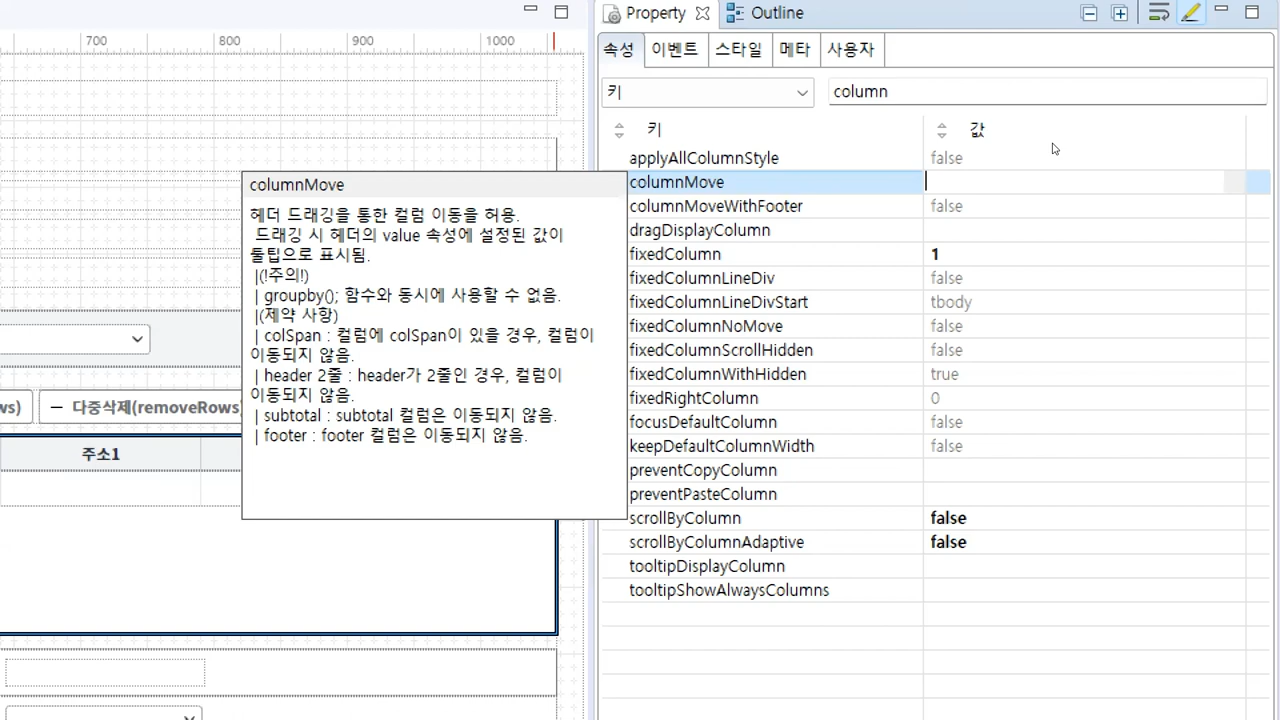 Property
Outline
700
800
900
1000
속성
이벤트
스타일
메타
사용자
키
column
키
값
applyAllColumnStyle
false
columnMove
columnMoveWithFooter
false
dragDisplayColumn
fixedColumn
1
fixedColumnLineDiv
false
fixedColumnLineDivStart
tbody
fixedColumnNoMove
false
fixedColumnScrollHidden
false
fixedColumnWithHidden
true
fixedRightColumn
0
focusDefaultColumn
false
keepDefaultColumnWidth
false
preventCopyColumn
preventPasteColumn
scrollByColumn
false
scrollByColumnAdaptive
false
tooltipDisplayColumn
tooltipShowAlwaysColumns
columnMove
헤더 드래깅을 통한 컬럼 이동을 허용.
드래깅 시 헤더의 value 속성에 설정된 값이
툴팁으로 표시됨.
|(!주의!)
| groupby(); 함수와 동시에 사용할 수 없음.
|(제약 사항)
| colSpan : 컬럼에 colSpan이 있을 경우, 컬럼이
이동되지 않음.
| header 2줄 : header가 2줄인 경우, 컬럼이
이동되지 않음.
| subtotal : subtotal 컬럼은 이동되지 않음.
| footer : footer 컬럼은 이동되지 않음.
ws)
다중삭제(removeRows)
주소1